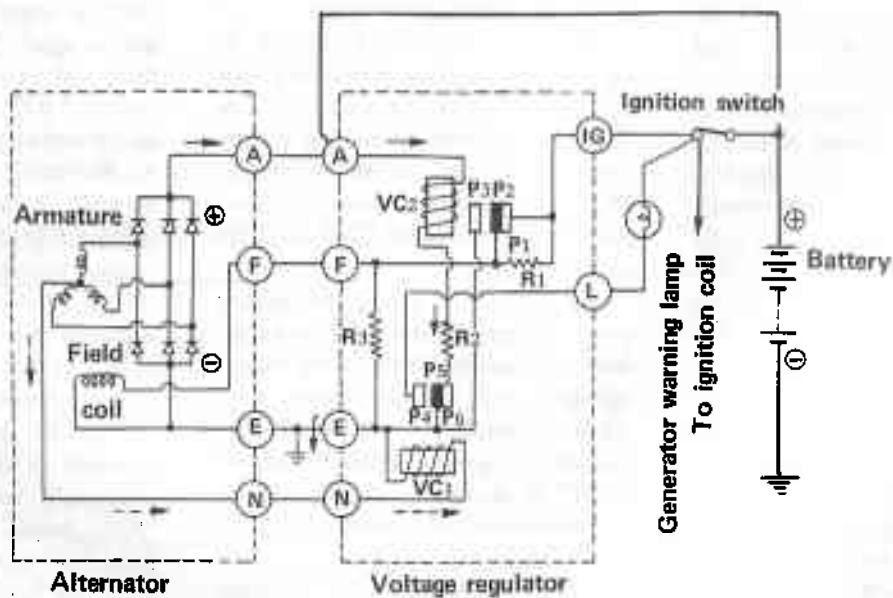 Ignition switch
A
A
IG
VC2
P3 P2
Armature
⊕
P1
F
F
R1
L
⊕
Battery
R3
R2
Field
⊖
P5
coil
P4
P6
E
E
⊖
VC1
N
N
Generator warning lamp
To ignition coil
Alternator
Voltage regulator